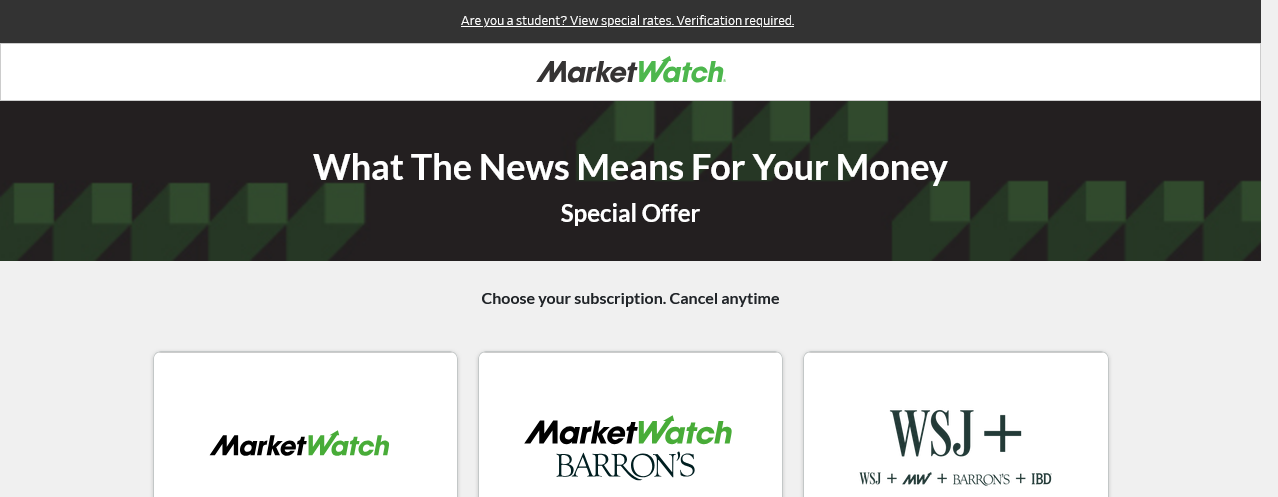 Are you a student? View special rates. Verification required.
MarketWatch
What The News Means For Your Money
Special Offer
Choose your subscription. Cancel anytime
MarketWatch
MarketWatch
BARRON'S
WSJ+
WSJ + MW + BARRON'S + IBD